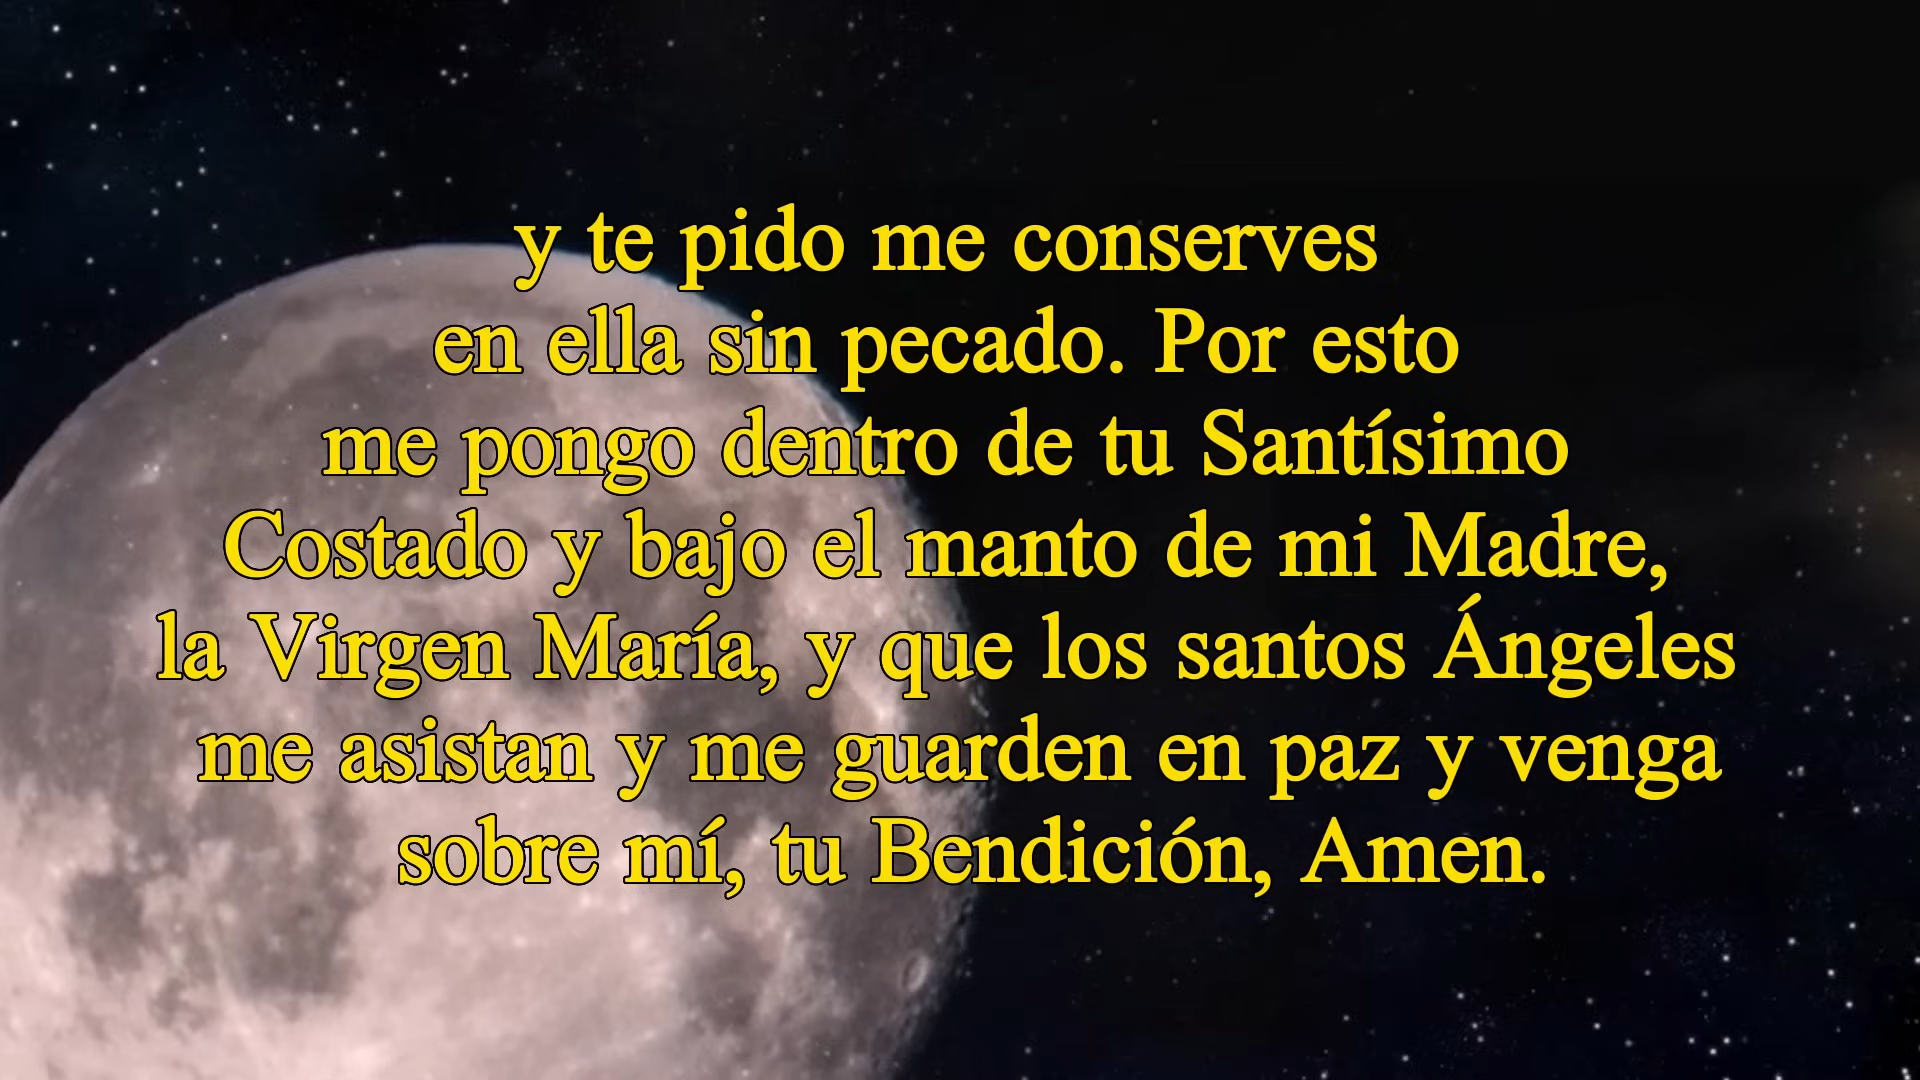 y te pido me conserves
en ella sin pecado. Por esto
me pongo dentro de tu Santísimo
Costado y bajo el manto de mi Madre,
la Virgen María, y que los santos Ángeles
me asistan y me guarden en paz y venga
sobre mí, tu Bendición, Amen.